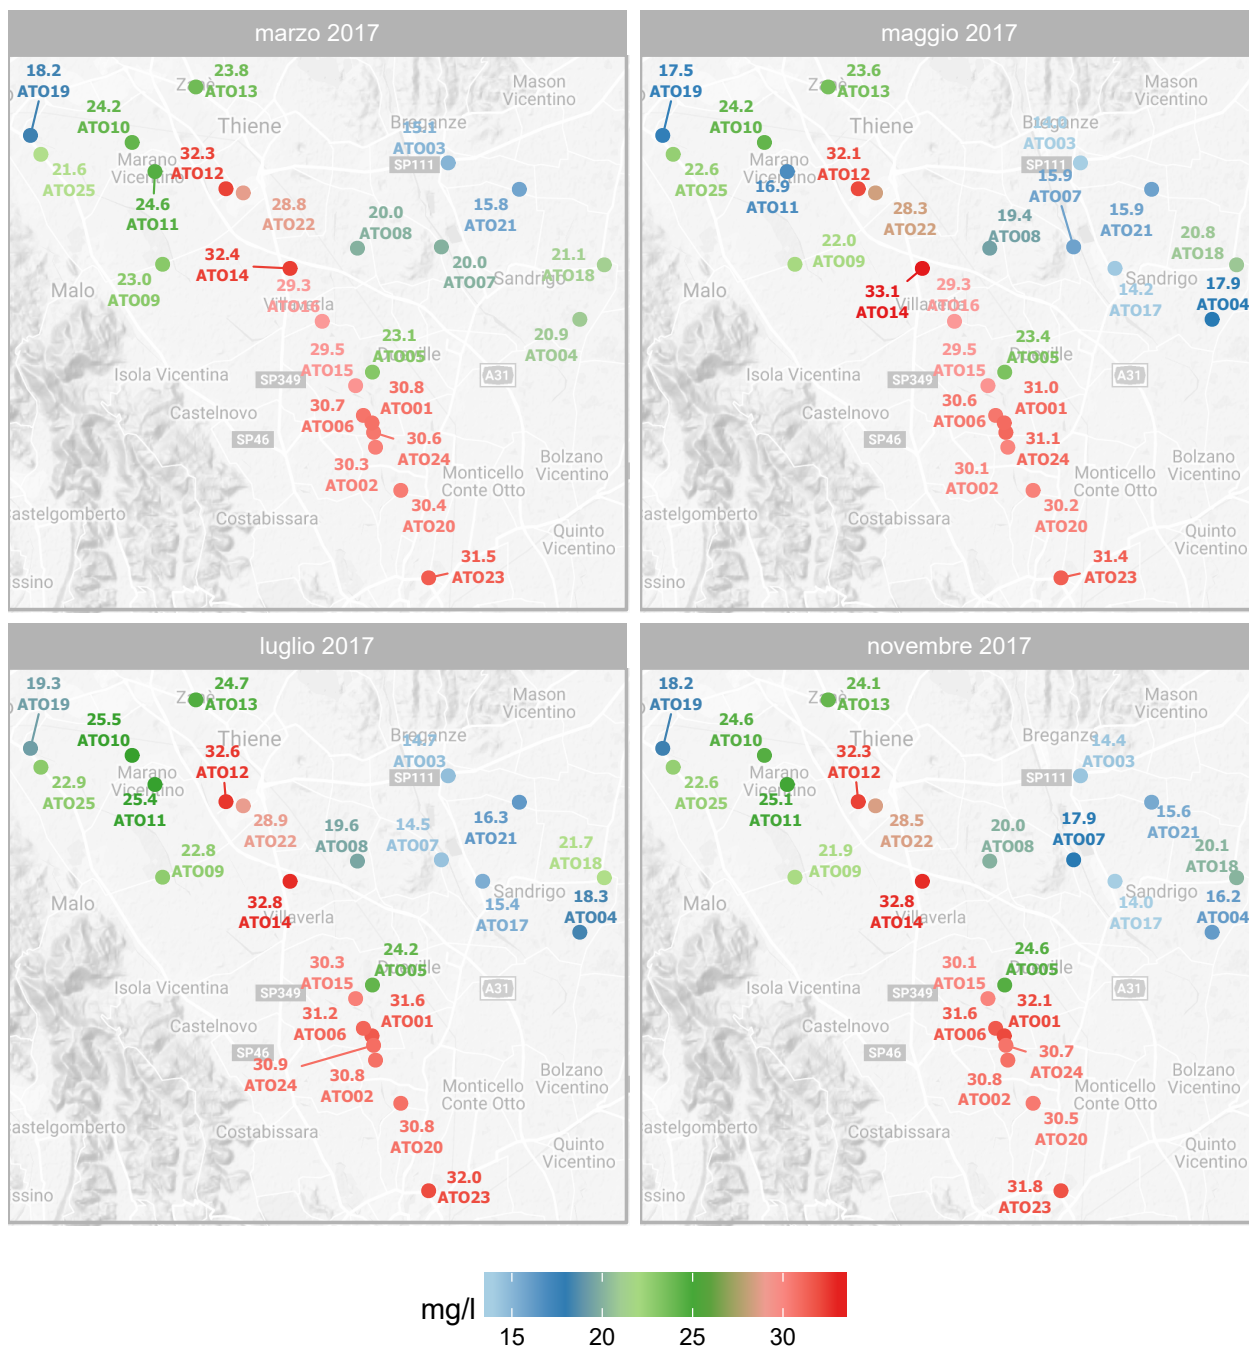 marzo 2017
18.2
ATO19
Zanè
23.8
ATO13
Mason
Vicentino
24.2
ATO10
Thiene
Breganze
15.1
ATO03
SP111
21.6
ATO25
Marano
Vicentino
32.3
ATO12
24.6
ATO11
28.8
ATO22
20.0
ATO08
15.8
ATO21
32.4
ATO14
20.0
ATO07
Sandrigo
21.1
ATO18
23.0
ATO09
Malo
29.3
ATO16
Villaverla
20.9
ATO04
23.1
ATO05
Dueville
29.5
ATO15
Isola Vicentina
SP349
A31
30.8
ATO01
30.7
ATO06
Castelnovo
SP46
30.6
ATO24
30.3
ATO02
Monticello
Conte Otto
Bolzano
Vicentino
30.4
ATO20
astelgomberto
Costabissara
Quinto
Vicentino
31.5
ATO23
ssino
maggio 2017
17.5
ATO19
23.6
ATO13
Mason
Vicentino
24.2
ATO10
Thiene
Breganze
14.0
ATO03
SP111
22.6
ATO25
16.9
ATO11
32.1
ATO12
28.3
ATO22
15.9
ATO07
19.4
ATO08
15.9
ATO21
20.8
ATO18
22.0
ATO09
Malo
33.1
ATO14
29.3
ATO16
Villaverla
Sandrigo
14.2
ATO17
17.9
ATO04
23.4
ATO05
Dueville
29.5
ATO15
Isola Vicentina
SP349
A31
31.0
ATO01
30.6
ATO06
Castelnovo
SP46
31.1
ATO24
30.1
ATO02
Monticello
Conte Otto
Bolzano
Vicentino
30.2
ATO20
astelgomberto
Costabissara
Quinto
Vicentino
31.4
ATO23
ssino
luglio 2017
19.3
ATO19
Zanè
24.7
ATO13
Mason
Vicentino
25.5
ATO10
Thiene
Breganze
14.7
ATO03
SP111
22.9
ATO25
Marano
Vicentino
25.4
ATO11
32.6
ATO12
28.9
ATO22
19.6
ATO08
14.5
ATO07
16.3
ATO21
21.7
ATO18
22.8
ATO09
Malo
32.8
ATO14
Villaverla
Sandrigo
15.4
ATO17
18.3
ATO04
24.2
ATO05
Dueville
30.3
ATO15
Isola Vicentina
SP349
A31
31.6
ATO01
31.2
ATO06
Castelnovo
SP46
30.9
ATO24
30.8
ATO02
Monticello
Conte Otto
Bolzano
Vicentino
30.8
ATO20
astelgomberto
Costabissara
Quinto
Vicentino
32.0
ATO23
ssino
novembre 2017
18.2
ATO19
Zanè
24.1
ATO13
Mason
Vicentino
24.6
ATO10
Thiene
Breganze
14.4
ATO03
SP111
22.6
ATO25
Marano
Vicentino
25.1
ATO11
32.3
ATO12
28.5
ATO22
20.0
ATO08
17.9
ATO07
15.6
ATO21
20.1
ATO18
21.9
ATO09
Malo
32.8
ATO14
Villaverla
Sandrigo
14.0
ATO17
16.2
ATO04
24.6
ATO05
Dueville
30.1
ATO15
Isola Vicentina
SP349
A31
32.1
ATO01
31.6
ATO06
Castelnovo
SP46
30.7
ATO24
30.8
ATO02
Monticello
Conte Otto
Bolzano
Vicentino
30.5
ATO20
astelgomberto
Costabissara
Quinto
Vicentino
31.8
ATO23
ssino
mg/l
15 20 25 30